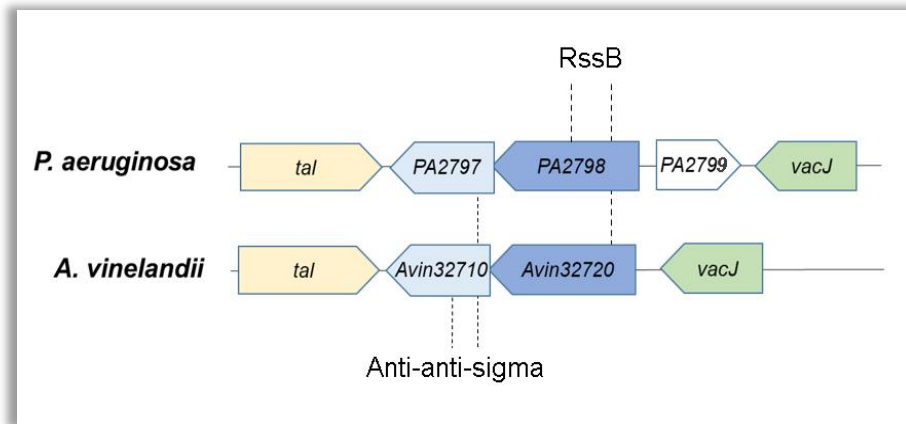 RssB
P. aeruginosa
tal PA2797 PA2798 PA2799 vacJ
A. vinelandii
tal Avin32710 Avin32720 vacJ
Anti-anti-sigma